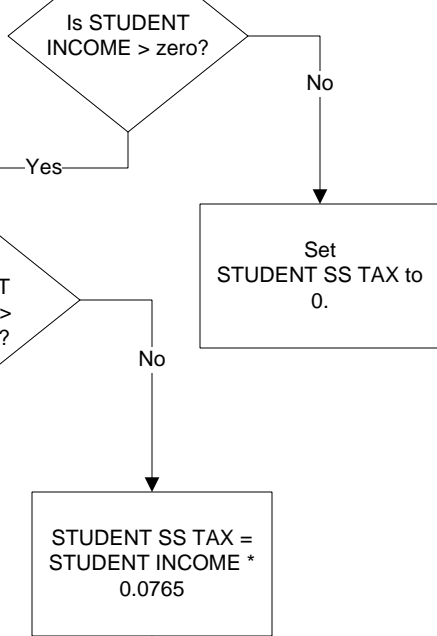 Is STUDENT
INCOME > zero?
No
Yes
Set
STUDENT SS TAX to
0.
T
>
?
No
STUDENT SS TAX =
STUDENT INCOME *
0.0765